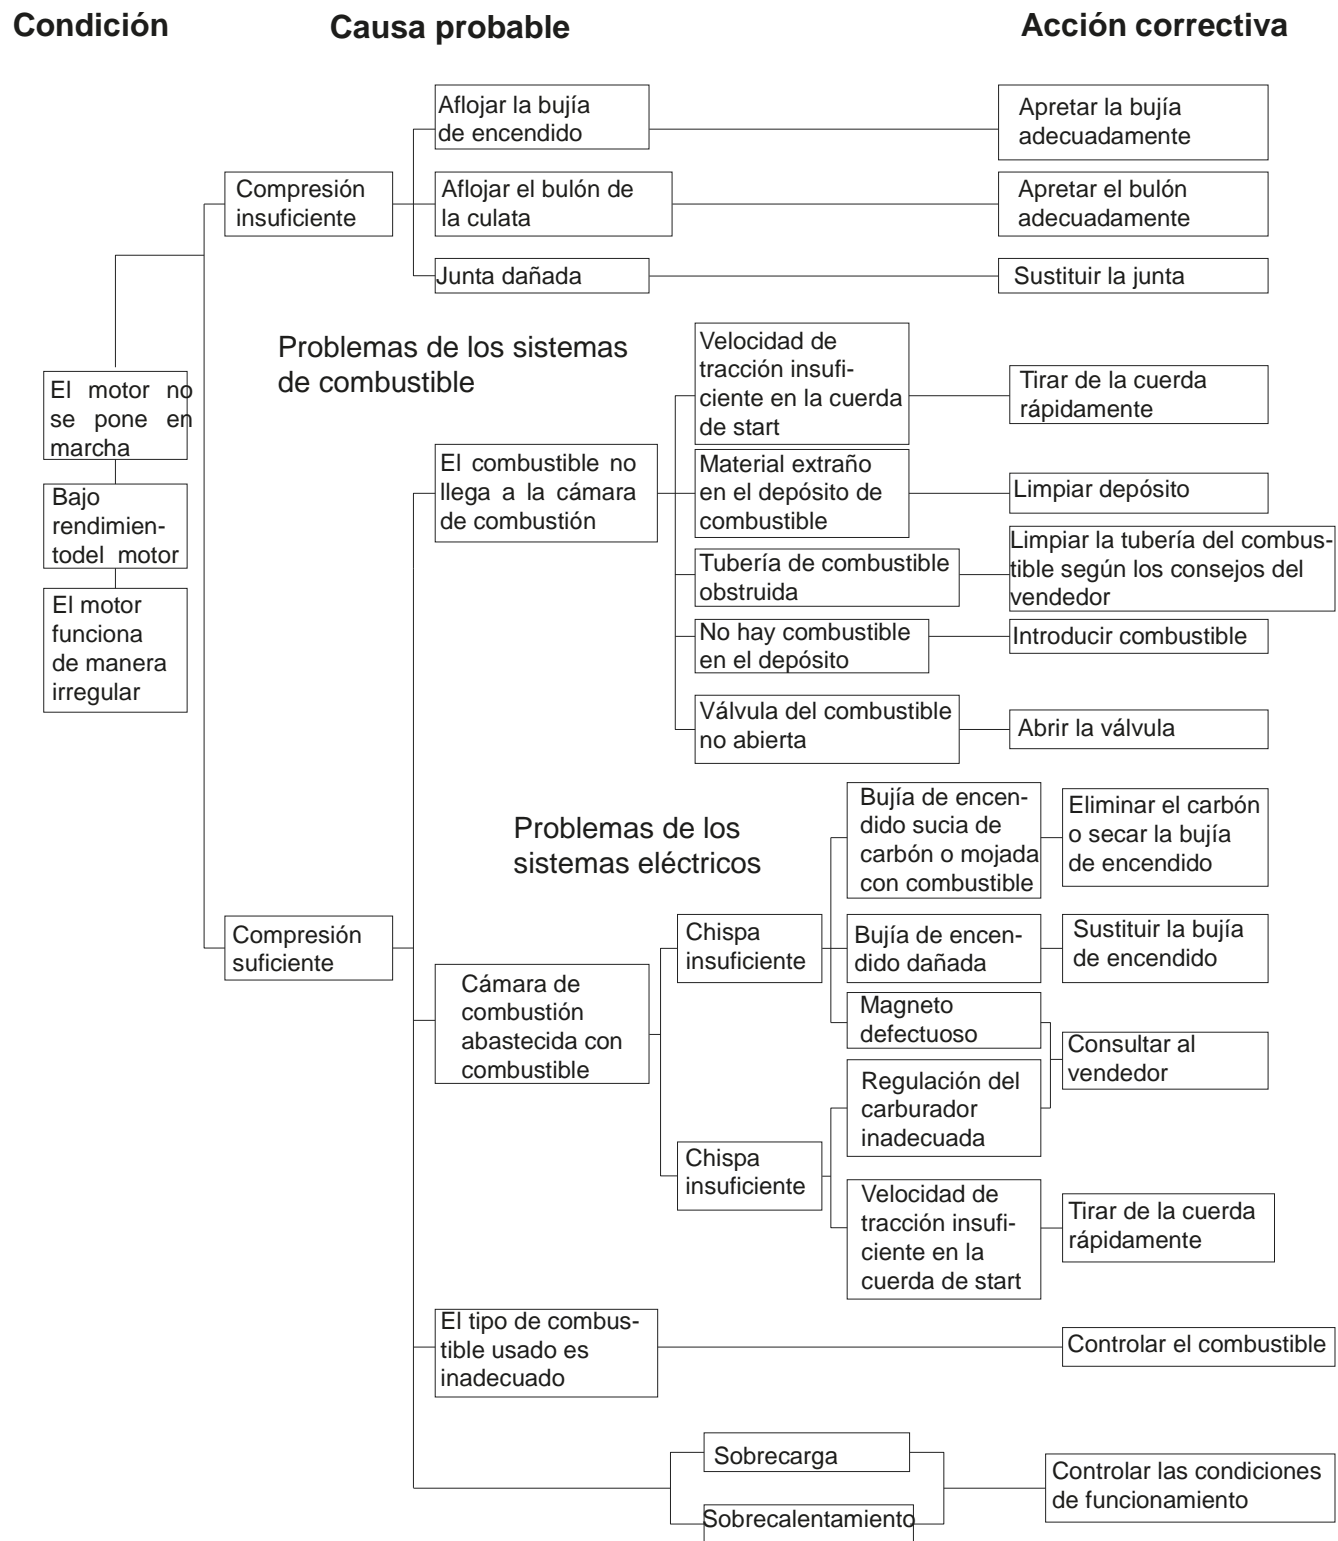 Condición
Causa probable
Acción correctiva
Aflojar la bujía
de encendido
Apretar la bujía
adecuadamente
Compresión
insuficiente
Aflojar el bulón de
la culata
Apretar el bulón
adecuadamente
Junta dañada
Sustituir la junta
Problemas de los sistemas
de combustible
El motor no
se pone en
marcha
Bajo
rendimien-
todel motor
El motor
funciona
de manera
irregular
El combustible no
llega a la cámara
de combustión
Velocidad de
tracción insufi-
ciente en la cuerda
de start
Tirar de la cuerda
rápidamente
Material extraño
en el depósito de
combustible
Limpiar depósito
Tubería de combustible
obstruida
Limpiar la tubería del combus-
tible según los consejos del
vendedor
No hay combustible
en el depósito
Introducir combustible
Válvula del combustible
no abierta
Abrir la válvula
Problemas de los
sistemas eléctricos
Compresión
suficiente
Cámara de
combustión
abastecida con
combustible
Chispa
insuficiente
Bujía de encen-
dido sucia de
carbón o mojada
con combustible
Eliminar el carbón
o secar la bujía
de encendido
Bujía de encen-
dido dañada
Sustituir la bujía
de encendido
Magneto
defectuoso
Consultar al
vendedor
Chispa
insuficiente
Regulación del
carburador
inadecuada
Velocidad de
tracción insufi-
ciente en la
cuerda de start
Tirar de la cuerda
rápidamente
El tipo de combus-
tible usado es
inadecuado
Controlar el combustible
Sobrecarga
Sobrecalentamiento
Controlar las condiciones
de funcionamiento